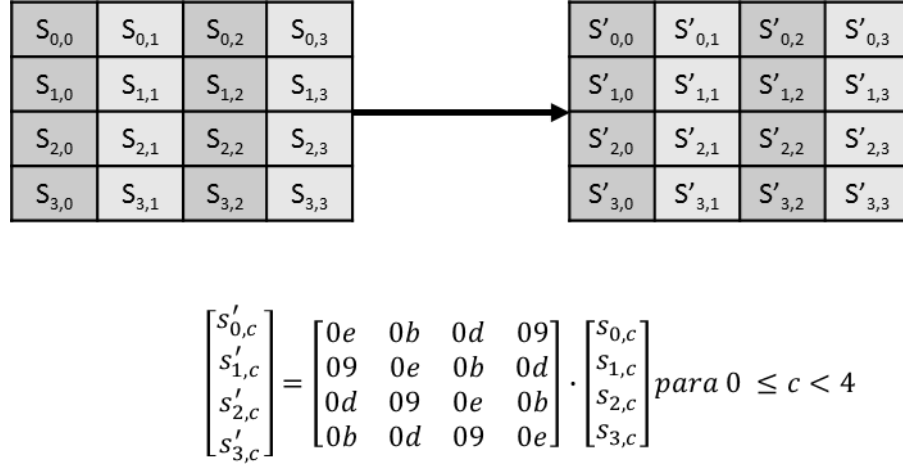 S0,0 S0,1 S0,2 S0,3 S′0,0 S′0,1 S′0,2 S′0,3
S1,0 S1,1 S1,2 S1,3 S′1,0 S′1,1 S′1,2 S′1,3
S2,0 S2,1 S2,2 S2,3 S′2,0 S′2,1 S′2,2 S′2,3
S3,0 S3,1 S3,2 S3,3 S′3,0 S′3,1 S′3,2 S′3,3
[s′0,c s′1,c s′2,c s′3,c] = [0e 0b 0d 09
09 0e 0b 0d
0d 09 0e 0b
0b 0d 09 0e] · [s0,c s1,c s2,c s3,c] para 0 ≤ c < 4